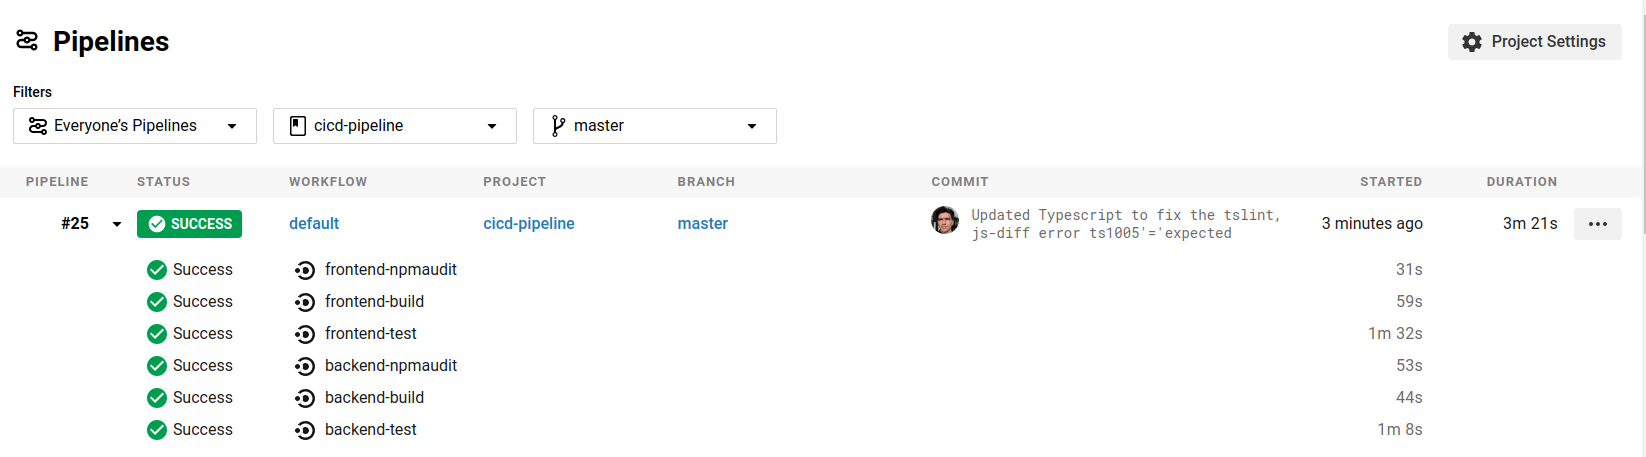 Pipelines
Project Settings
Filters
Everyone’s Pipelines cicd-pipeline master
PIPELINE STATUS WORKFLOW PROJECT BRANCH COMMIT STARTED DURATION
#25 SUCCESS default cicd-pipeline master Updated Typescript to fix the tslint, 3 minutes ago 3m 21s
js-diff error ts1005'='expected
Success frontend-npmaudit 31s
Success frontend-build 59s
Success frontend-test 1m 32s
Success backend-npmaudit 53s
Success backend-build 44s
Success backend-test 1m 8s